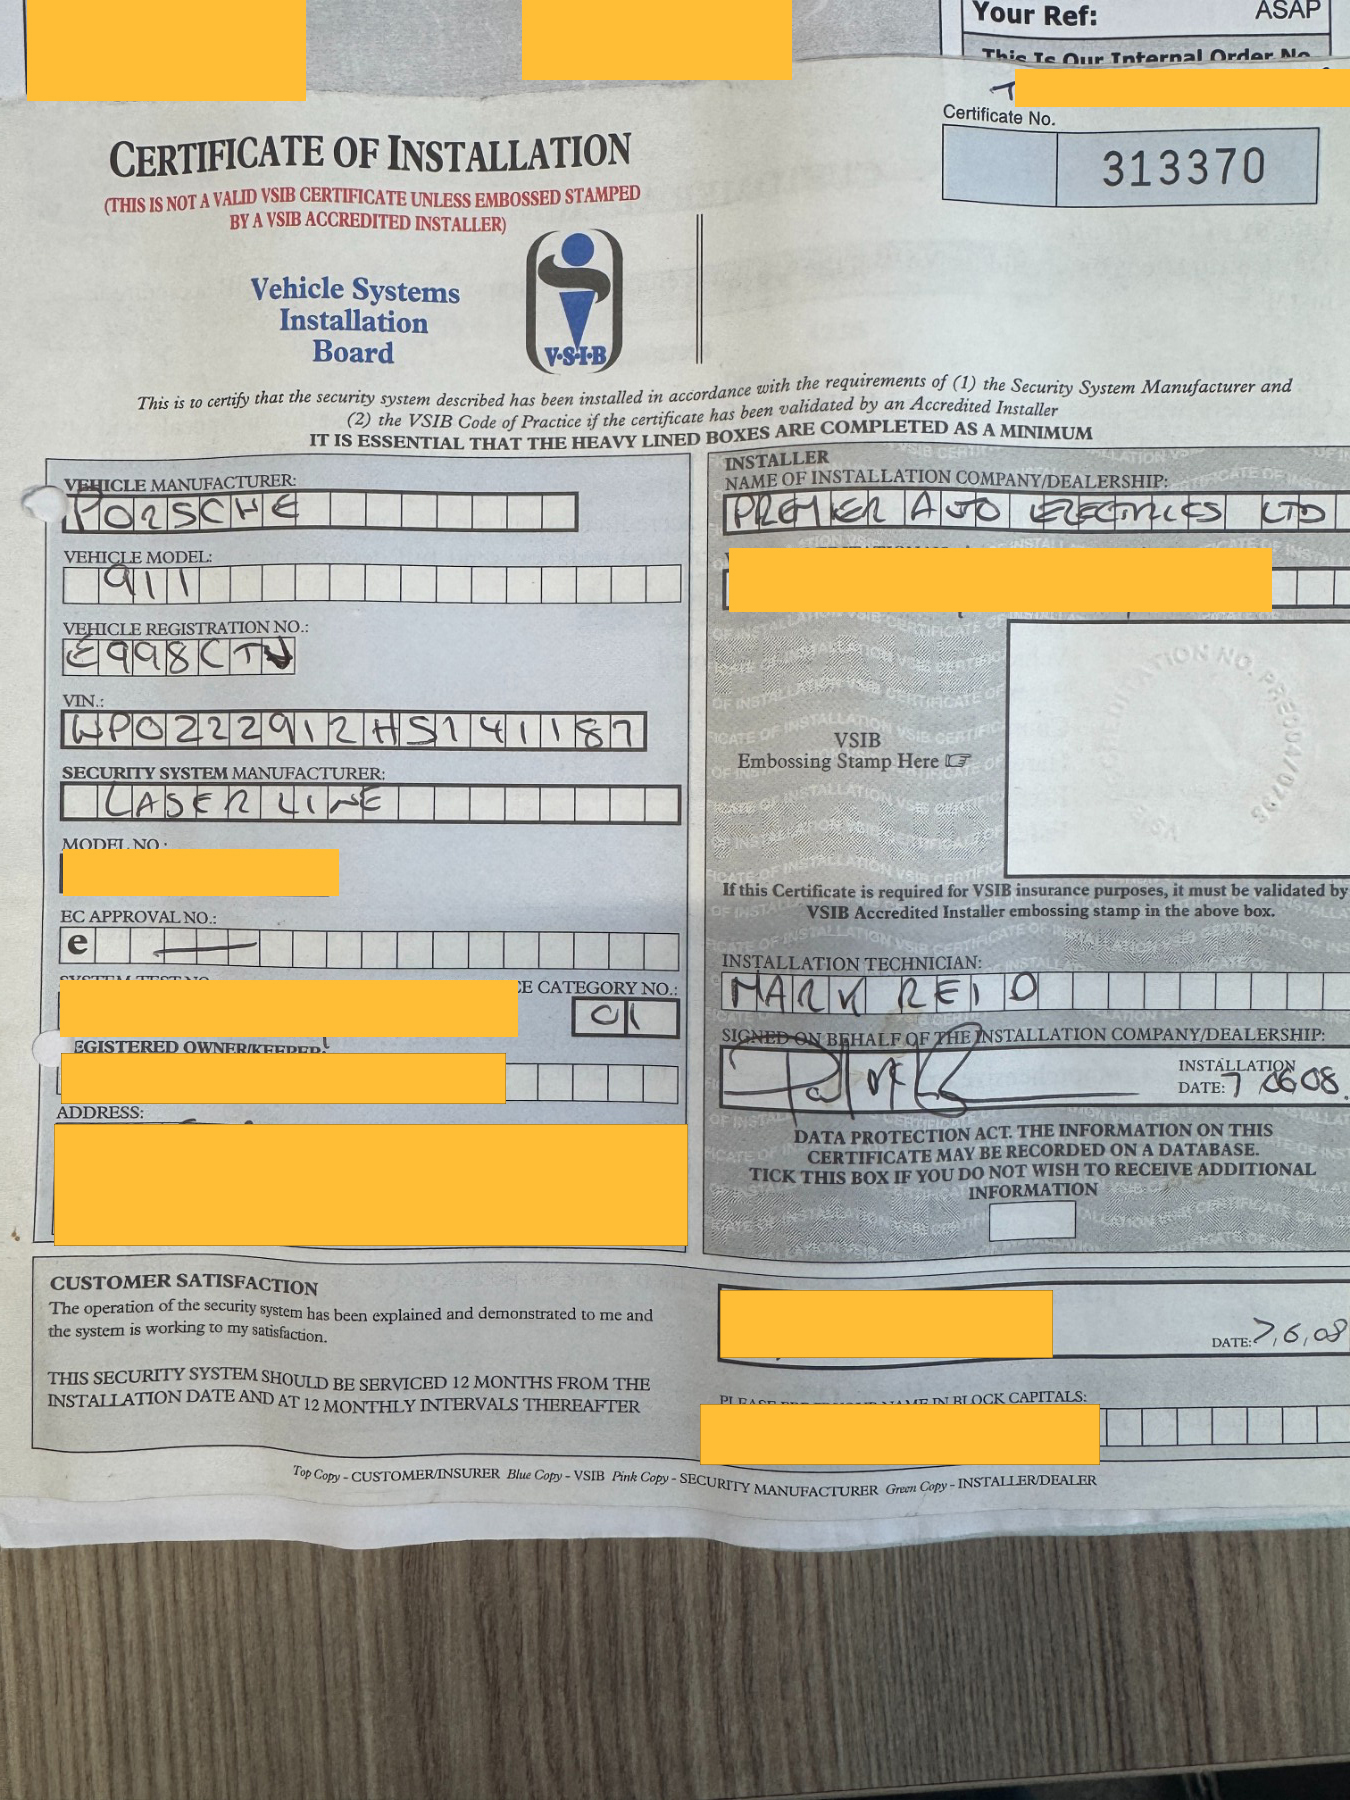 Your Ref: ASAP
This Is Our Internal Order No
Certificate No.
313370
CERTIFICATE OF INSTALLATION
(THIS IS NOT A VALID VSIB CERTIFICATE UNLESS EMBOSSED STAMPED
BY A VSIB ACCREDITED INSTALLER)
Vehicle Systems
Installation
Board
V·S·I·B
This is to certify that the security system described has been installed in accordance with the requirements of (1) the Security System Manufacturer and
(2) the VSIB Code of Practice if the certificate has been validated by an Accredited Installer
IT IS ESSENTIAL THAT THE HEAVY LINED BOXES ARE COMPLETED AS A MINIMUM
VEHICLE MANUFACTURER:
PORSCHE
VEHICLE MODEL:
911
VEHICLE REGISTRATION NO.:
E998CTW
VIN.:
WPOZZZ91ZHS141187
SECURITY SYSTEM MANUFACTURER:
LASER LINE
MODEL NO.:
EC APPROVAL NO.:
e
SYSTEM TEST NO
CE CATEGORY NO.:
01
REGISTERED OWNER/KEEPER:
ADDRESS:
INSTALLER
NAME OF INSTALLATION COMPANY/DEALERSHIP:
PREMIER AUTO ELECTRICS LTD
VSIB
Embossing Stamp Here
If this Certificate is required for VSIB insurance purposes, it must be validated by
VSIB Accredited Installer embossing stamp in the above box.
INSTALLATION TECHNICIAN:
MARK REID
SIGNED ON BEHALF OF THE INSTALLATION COMPANY/DEALERSHIP:
INSTALLATION
DATE: 7 06 08.
DATA PROTECTION ACT. THE INFORMATION ON THIS
CERTIFICATE MAY BE RECORDED ON A DATABASE.
TICK THIS BOX IF YOU DO NOT WISH TO RECEIVE ADDITIONAL
INFORMATION
CUSTOMER SATISFACTION
The operation of the security system has been explained and demonstrated to me and
the system is working to my satisfaction.
THIS SECURITY SYSTEM SHOULD BE SERVICED 12 MONTHS FROM THE
INSTALLATION DATE AND AT 12 MONTHLY INTERVALS THEREAFTER
DATE: 7,6,08
PLEASE PRINT YOUR NAME IN BLOCK CAPITALS:
Top Copy - CUSTOMER/INSURER Blue Copy - VSIB Pink Copy - SECURITY MANUFACTURER Green Copy - INSTALLER/DEALER